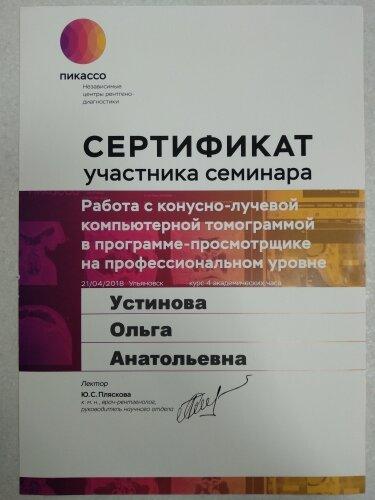 ПИКАССО
Независимые
центры рентгено-
диагностики
СЕРТИФИКАТ
участника семинара
Работа с конусно-лучевой
компьютерной томограммой
в программе-просмотрщике
на профессиональном уровне
21/04/2018 Ульяновск курс 4 академических часа
Устинова
Ольга
Анатольевна
Лектор
Ю.С.Пляскова
к. м. н., врач-рентгенолог,
руководитель научного отдела